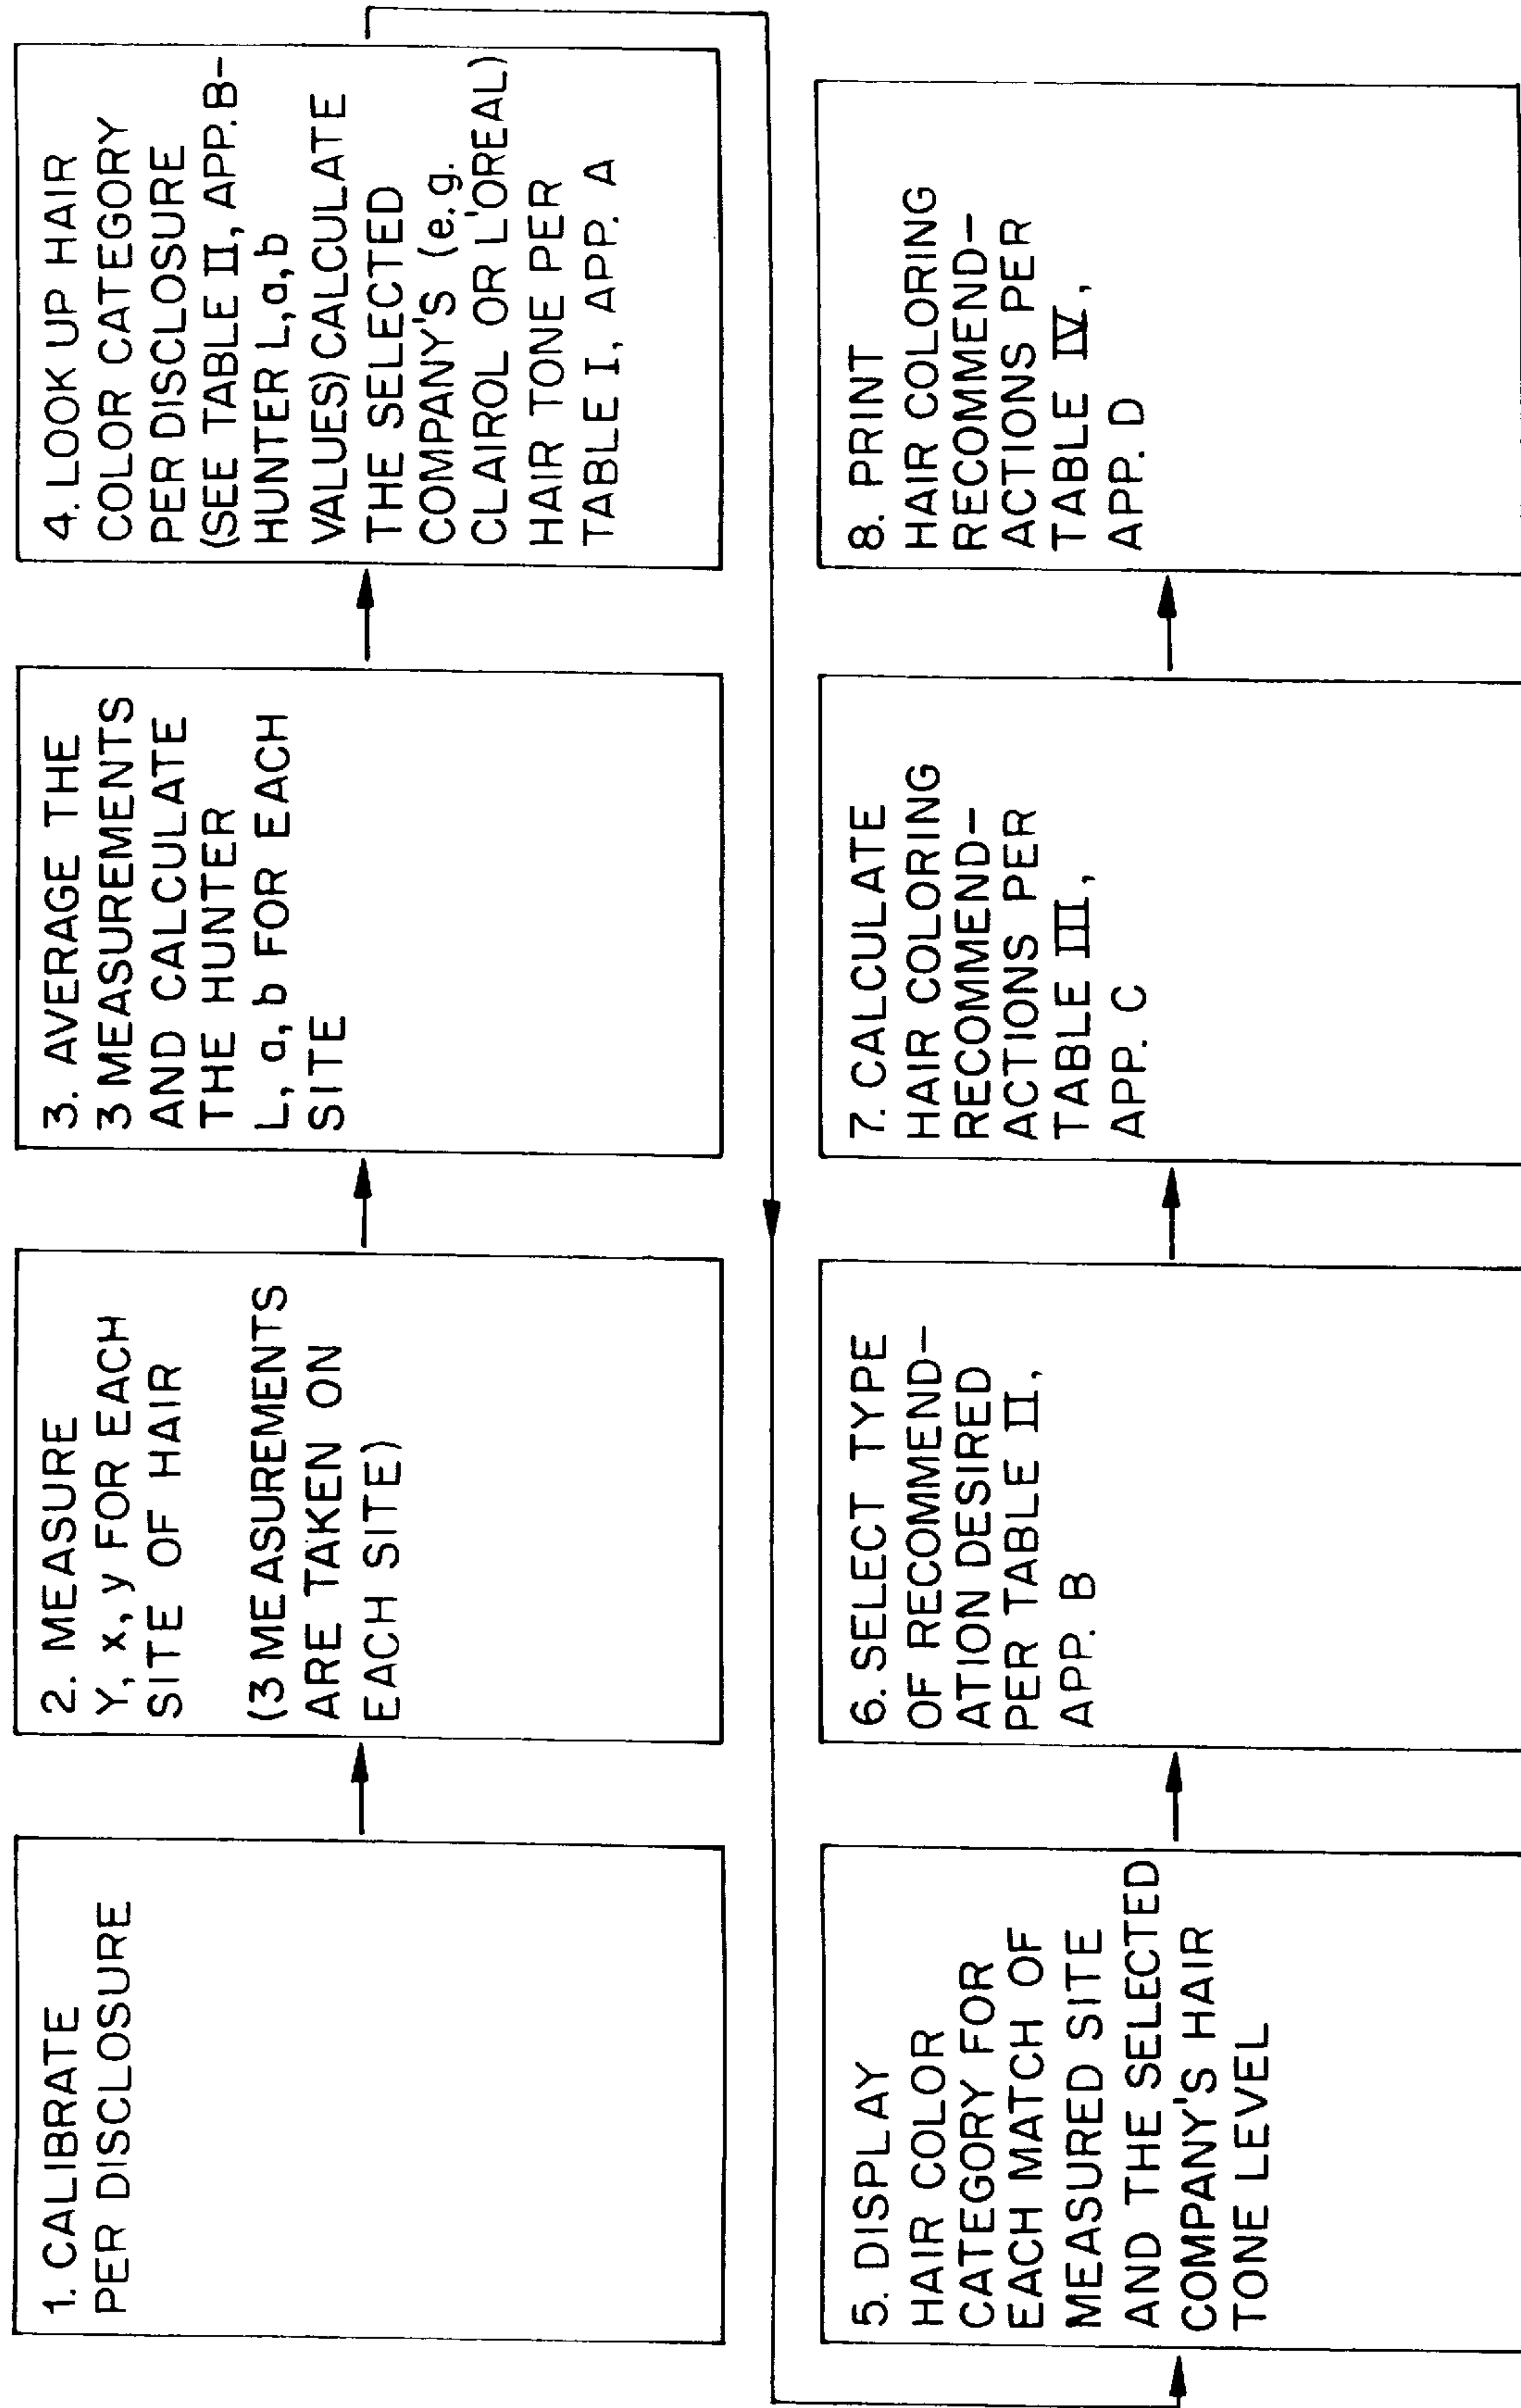 1. CALIBRATE
PER DISCLOSURE
2. MEASURE
Y, x, y FOR EACH
SITE OF HAIR
(3 MEASUREMENTS
ARE TAKEN ON
EACH SITE)
3. AVERAGE THE
3 MEASUREMENTS
AND CALCULATE
THE HUNTER
L, a, b FOR EACH
SITE
4. LOOK UP HAIR
COLOR CATEGORY
PER DISCLOSURE
(SEE TABLE II, APP.B-
HUNTER L,a,b
VALUES) CALCULATE
THE SELECTED
COMPANY'S (e.g.
CLAIROL OR L'OREAL)
HAIR TONE PER
TABLE I, APP. A
5. DISPLAY
HAIR COLOR
CATEGORY FOR
EACH MATCH OF
MEASURED SITE
AND THE SELECTED
COMPANY'S HAIR
TONE LEVEL
6. SELECT TYPE
OF RECOMMEND-
ATION DESIRED
PER TABLE II,
APP. B
7. CALCULATE
HAIR COLORING
RECOMMEND-
ACTIONS PER
TABLE III,
APP. C
8. PRINT
HAIR COLORING
RECOMMEND-
ACTIONS PER
TABLE IV,
APP. D